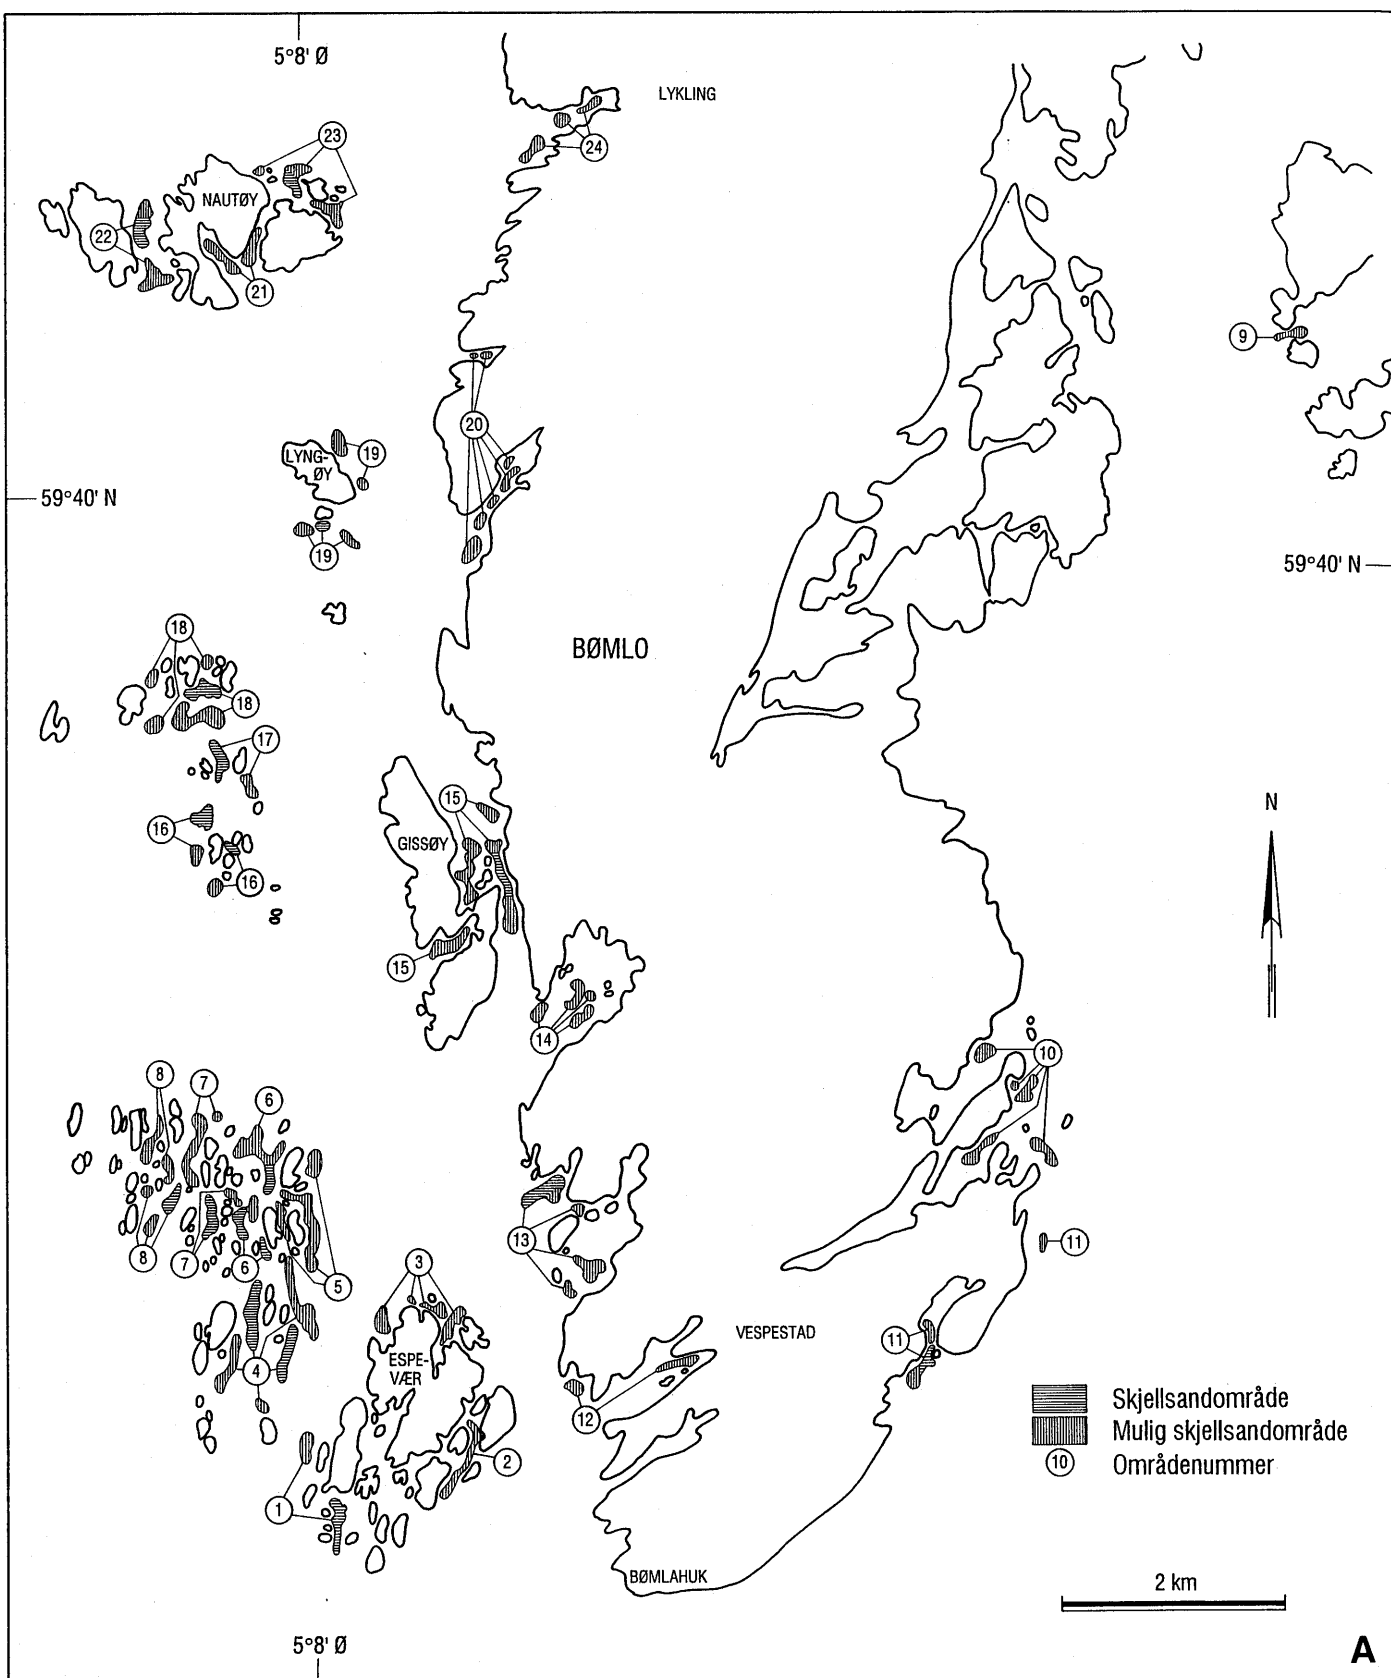 5°8' Ø
LYKLING
23
24
NAUTØY
22
21
9
20
LYNG-
ØY
19
59°40' N
19
59°40' N
18
BØMLO
18
17
N
15
16
GISSØY
16
15
14
10
8
7
6
13
11
8
7
6
3
5
VESPESTAD
11
ESPE-
VÆR
4
12
Skjellsandområde
Mulig skjellsandområde
10 Områdenummer
2
1
BØMLAHUK
2 km
5°8' Ø
A